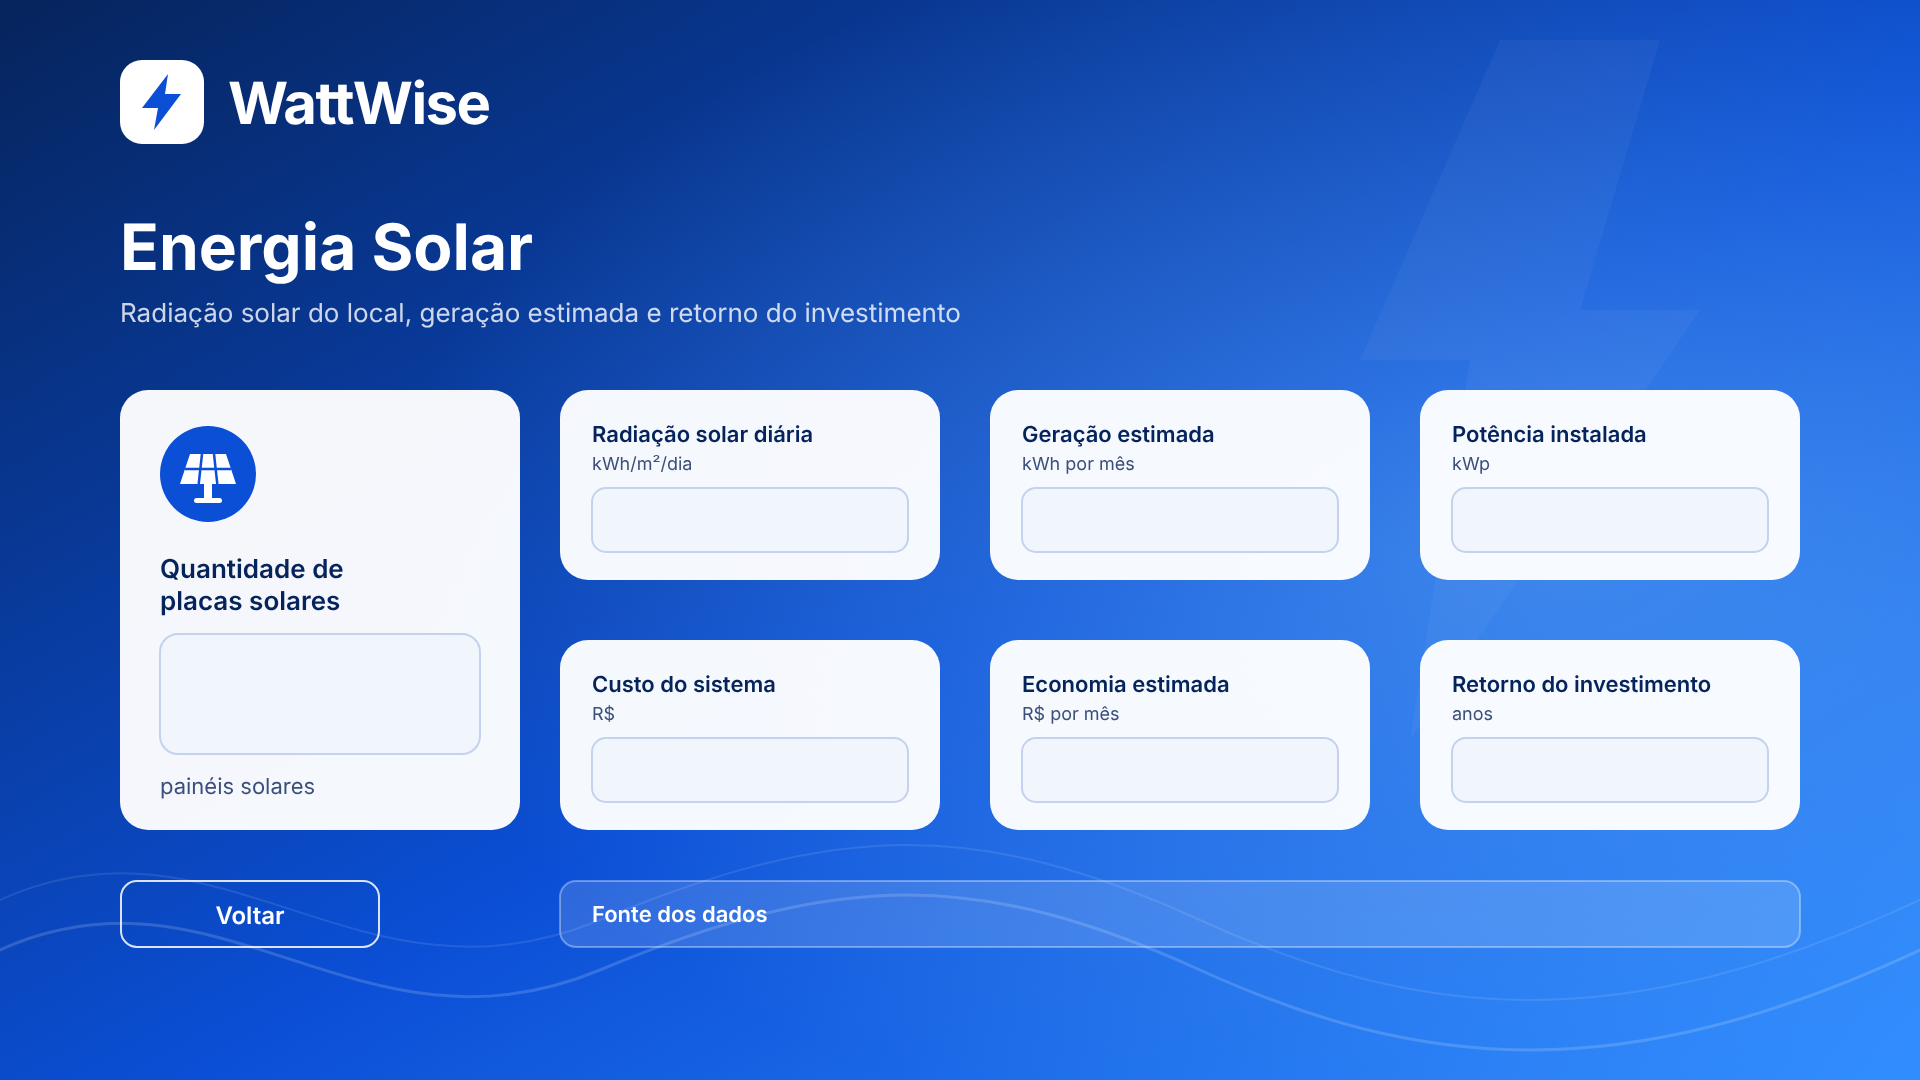 WattWise
Energia Solar
Radiação solar do local, geração estimada e retorno do investimento
Quantidade de
placas solares
painéis solares
Radiação solar diária
kWh/m²/dia
Geração estimada
kWh por mês
Potência instalada
kWp
Custo do sistema
R$
Economia estimada
R$ por mês
Retorno do investimento
anos
Voltar
Fonte dos dados